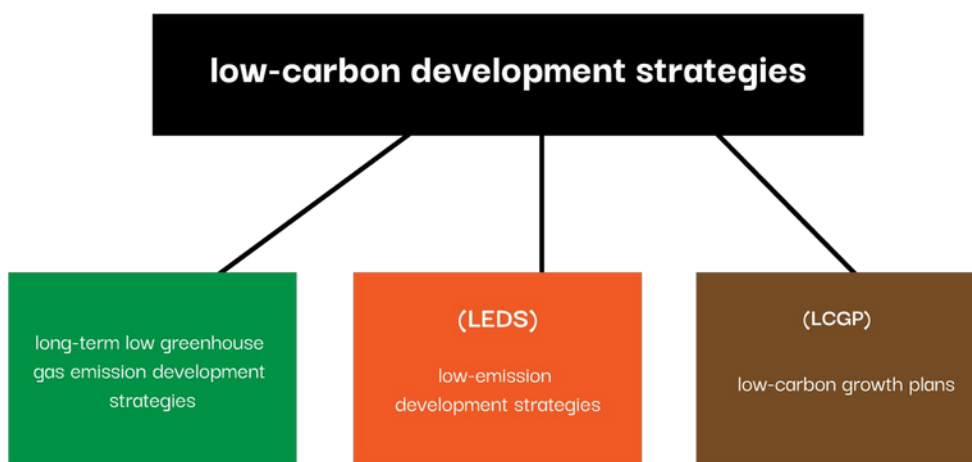 low-carbon development strategies
long-term low greenhouse
gas emission development
strategies
(LEDS)
low-emission
development strategies
(LCGP)
low-carbon growth plans